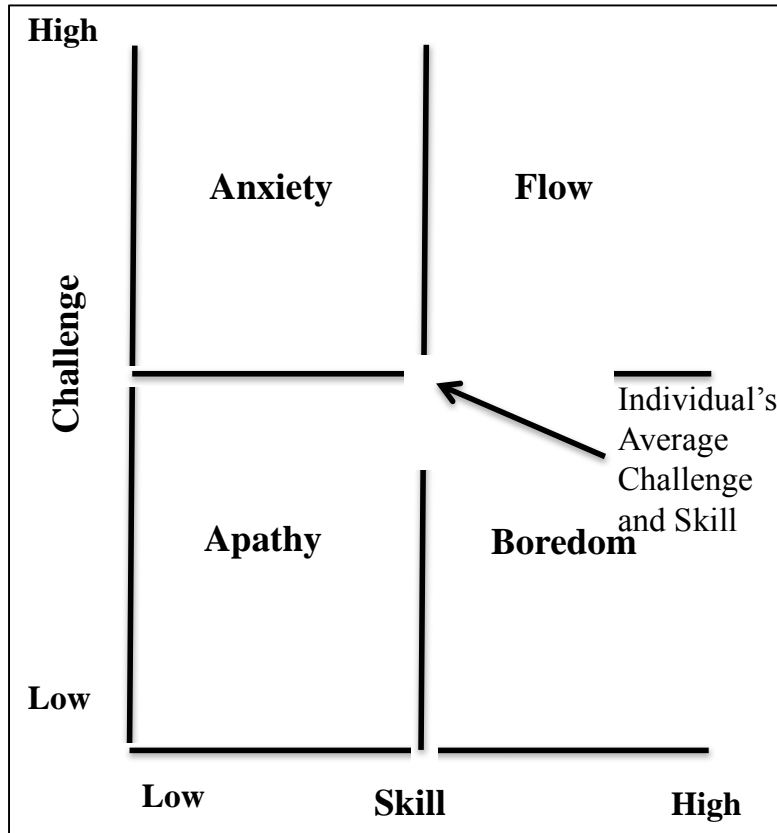 High
Anxiety
Flow
Challenge
Individual’s
Average
Challenge
and Skill
Apathy
Boredom
Low
Low
Skill
High